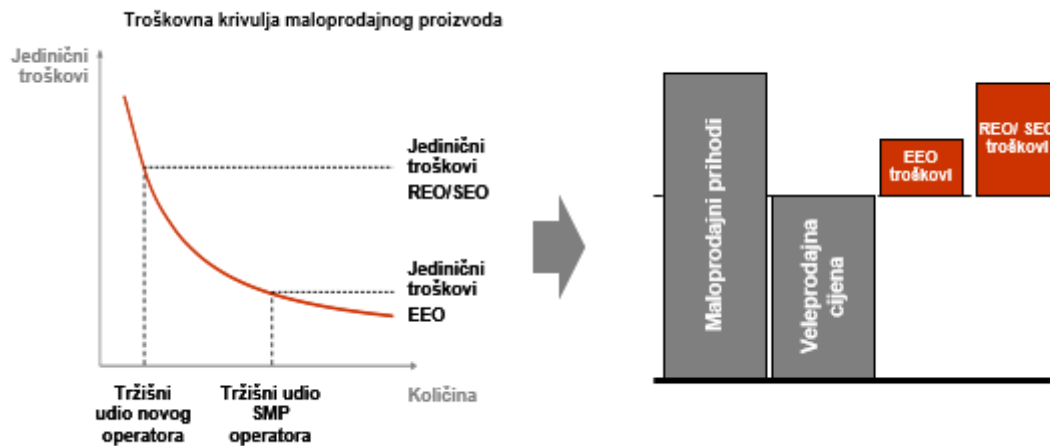 Troškovna krivulja maloprodajnog proizvoda
Jedinični
troškovi
Jedinični
troškovi
REO/SEO
Jedinični
troškovi
EEO
Tržišni
udio novog
operatora
Tržišni udio
SMP
operatora
Količina
Maloprodajni prihodi
Veleprodajna
cijena
EEO
troškovi
REO/ SEO
troškovi